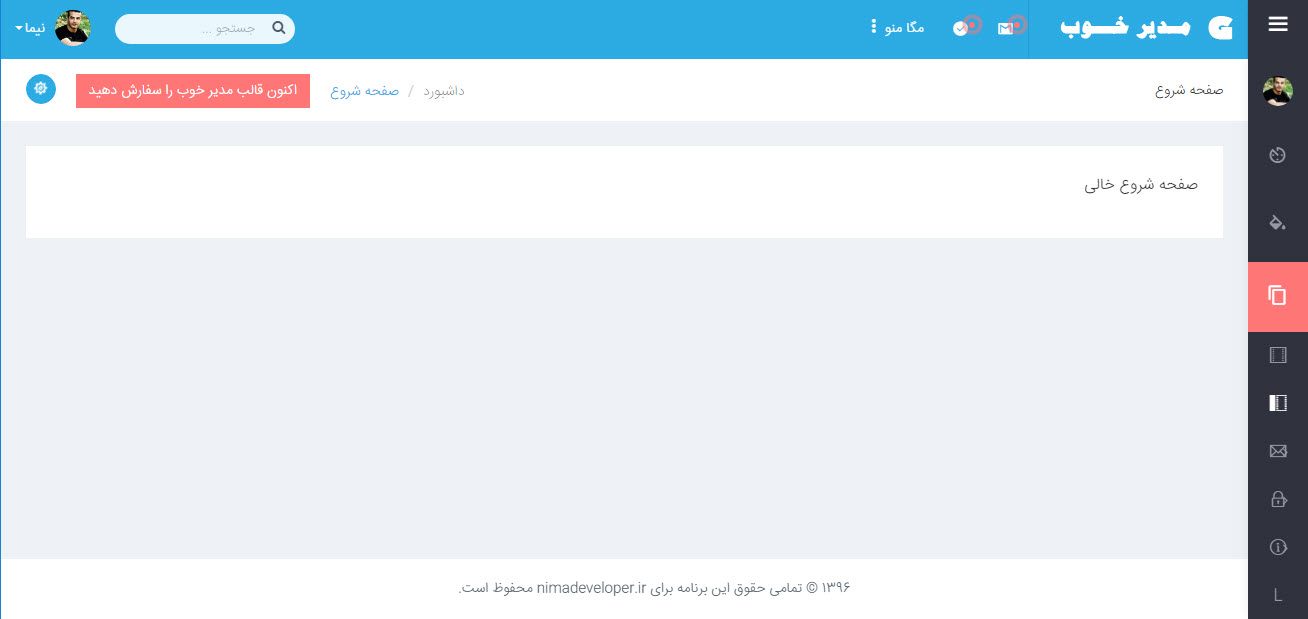 مدیر خوب
مگا منو
جستجو ...
نیما
صفحه شروع
داشبورد / صفحه شروع
اکنون قالب مدیر خوب را سفارش دهید
صفحه شروع خالی
L
۱۳۹۶ © تمامی حقوق این برنامه برای nimadeveloper.ir محفوظ است.